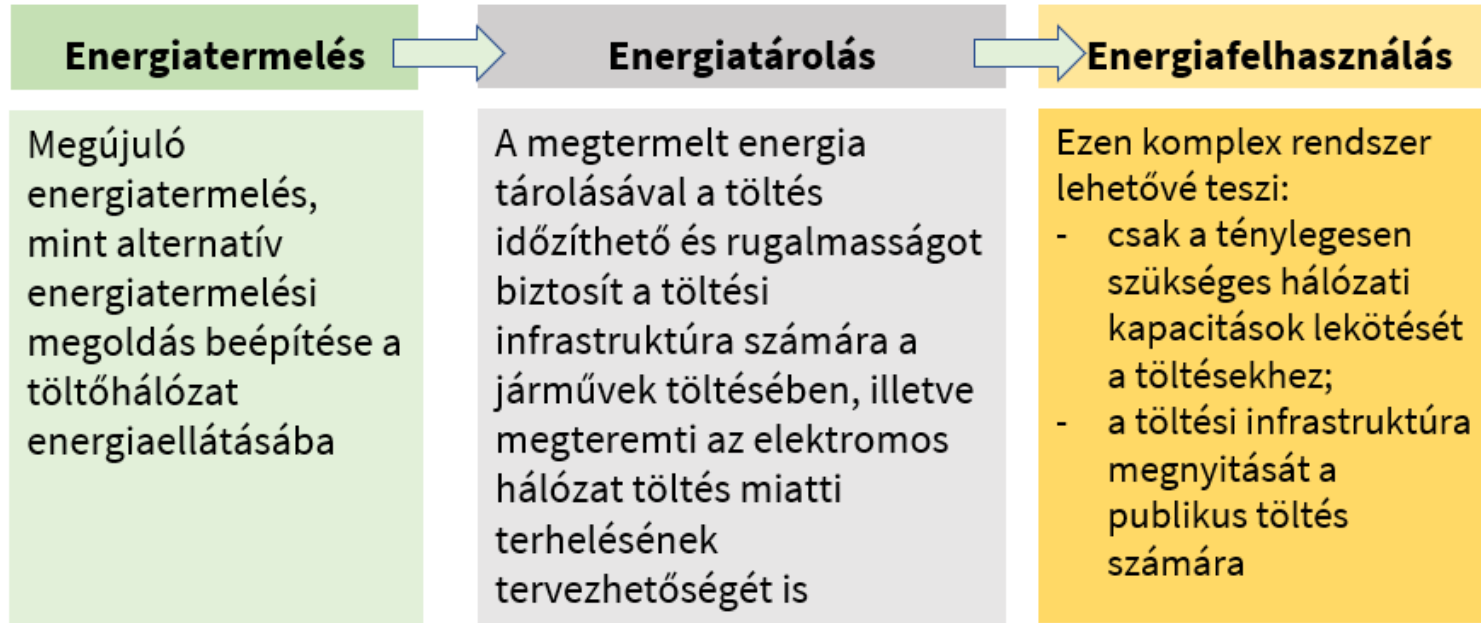 Energiatermelés
Energiatárolás
Energiafelhasználás
Megújuló
energiatermelés,
mint alternatív
energiatermelési
megoldás beépítése a
töltőhálózat
energiaellátásába
A megtermelt energia
tárolásával a töltés
időzíthető és rugalmasságot
biztosít a töltési
infrastruktúra számára a
járművek töltésében, illetve
megteremti az elektromos
hálózat töltés miatti
terhelésének
tervezhetőségét is
Ezen komplex rendszer
lehetővé teszi:
- csak a ténylegesen
szükséges hálózati
kapacitások lekötését
a töltésekhez;
- a töltési infrastruktúra
megnyitását a
publikus töltés
számára